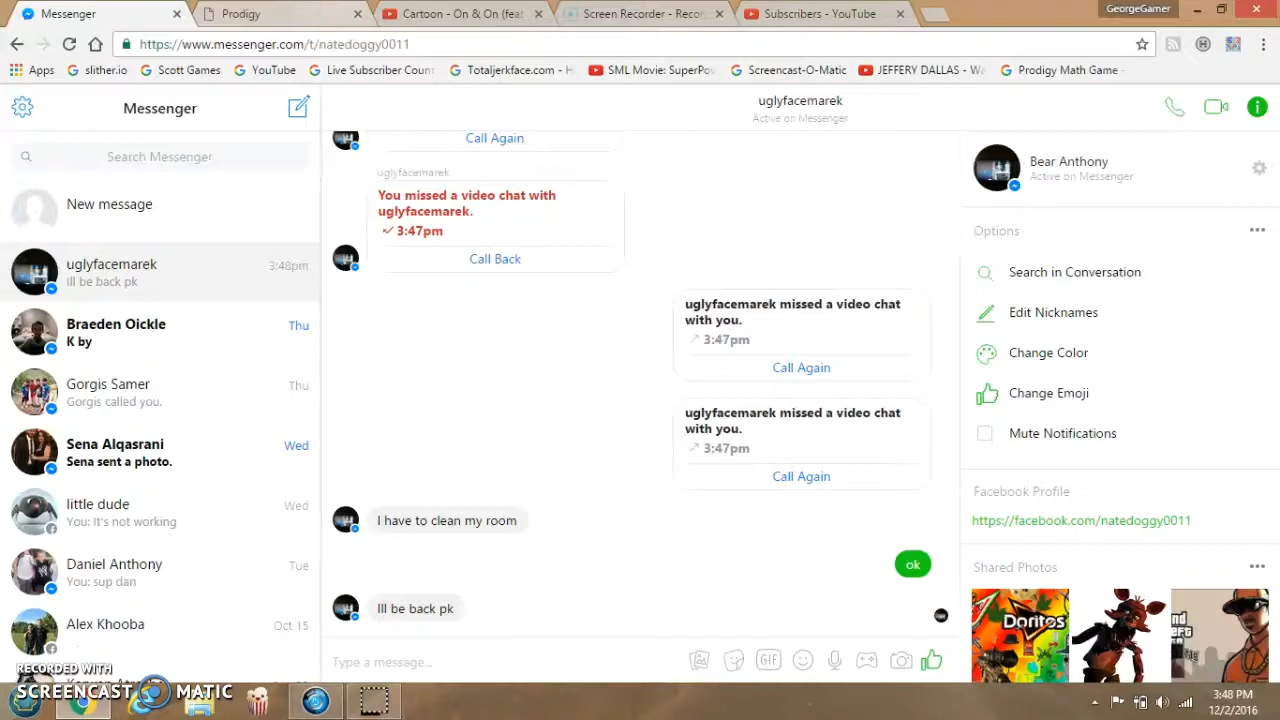 Messenger
Prodigy
Cartoon - On & On (feat
Screen Recorder - Recor
Subscribers - YouTube
GeorgeGamer
https://www.messenger.com/t/natedoggy0011
Apps
slither.io
Scott Games
YouTube
Live Subscriber Count
Totaljerkface.com - H
SML Movie: SuperPo
Screencast-O-Matic
JEFFERY DALLAS - Wa
Prodigy Math Game -
Messenger
Search Messenger
New message
uglyfacemarek
3:48pm
Ill be back pk
Braeden Oickle
Thu
K by
Gorgis Samer
Thu
Gorgis called you.
Sena Alqasrani
Wed
Sena sent a photo.
little dude
Wed
You: It's not working
Daniel Anthony
Tue
You: sup dan
Alex Khooba
Oct 15
uglyfacemarek
Active on Messenger
Call Again
uglyfacemarek
You missed a video chat with
uglyfacemarek.
3:47pm
Call Back
uglyfacemarek missed a video chat
with you.
3:47pm
Call Again
uglyfacemarek missed a video chat
with you.
3:47pm
Call Again
I have to clean my room
ok
Ill be back pk
Type a message...
GIF
Bear Anthony
Active on Messenger
Options
Search in Conversation
Edit Nicknames
Change Color
Change Emoji
Mute Notifications
Facebook Profile
https://facebook.com/natedoggy0011
Shared Photos
Doritos
RECORDED WITH
SCREENCAST MATIC
3:48 PM
12/2/2016